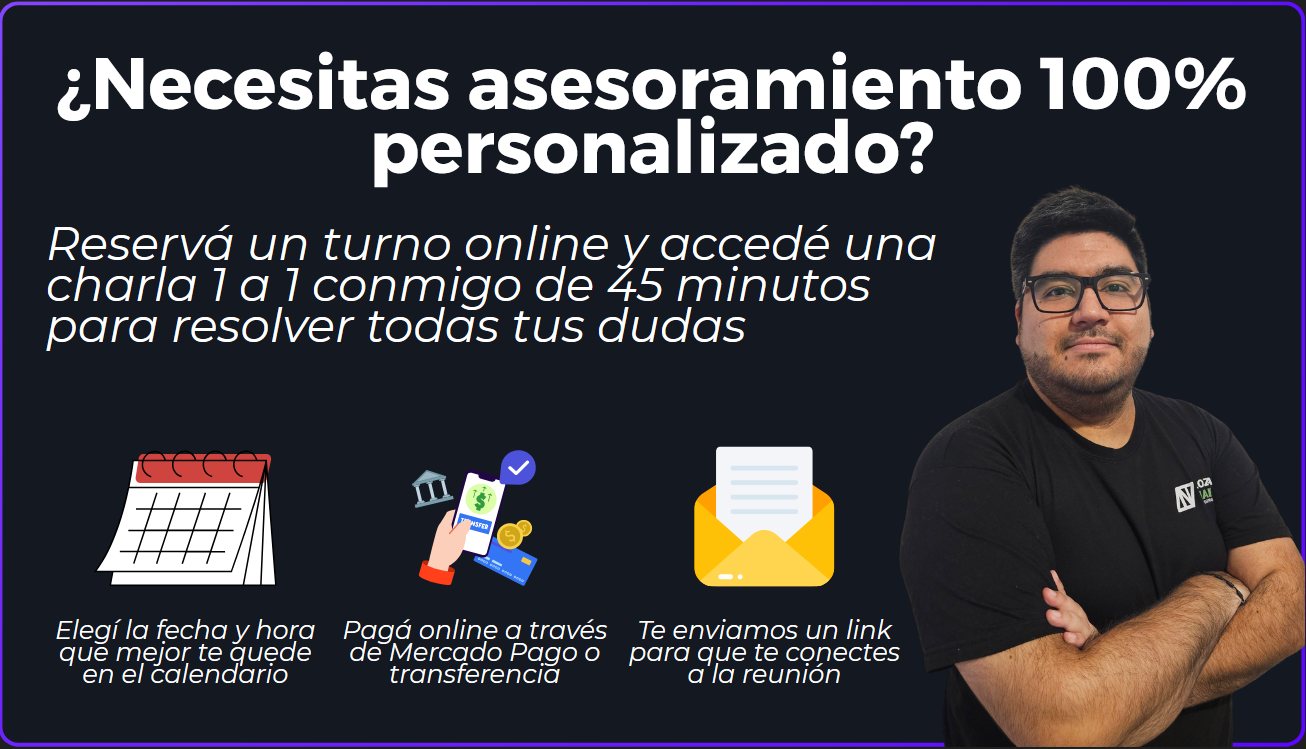 ¿Necesitas asesoramiento 100%
personalizado?
Reservá un turno online y accedé una
charla 1 a 1 conmigo de 45 minutos
para resolver todas tus dudas
TRANSFER
Elegí la fecha y hora
que mejor te quede
en el calendario
Pagá online a través
de Mercado Pago o
transferencia
Te enviamos un link
para que te conectes
a la reunión